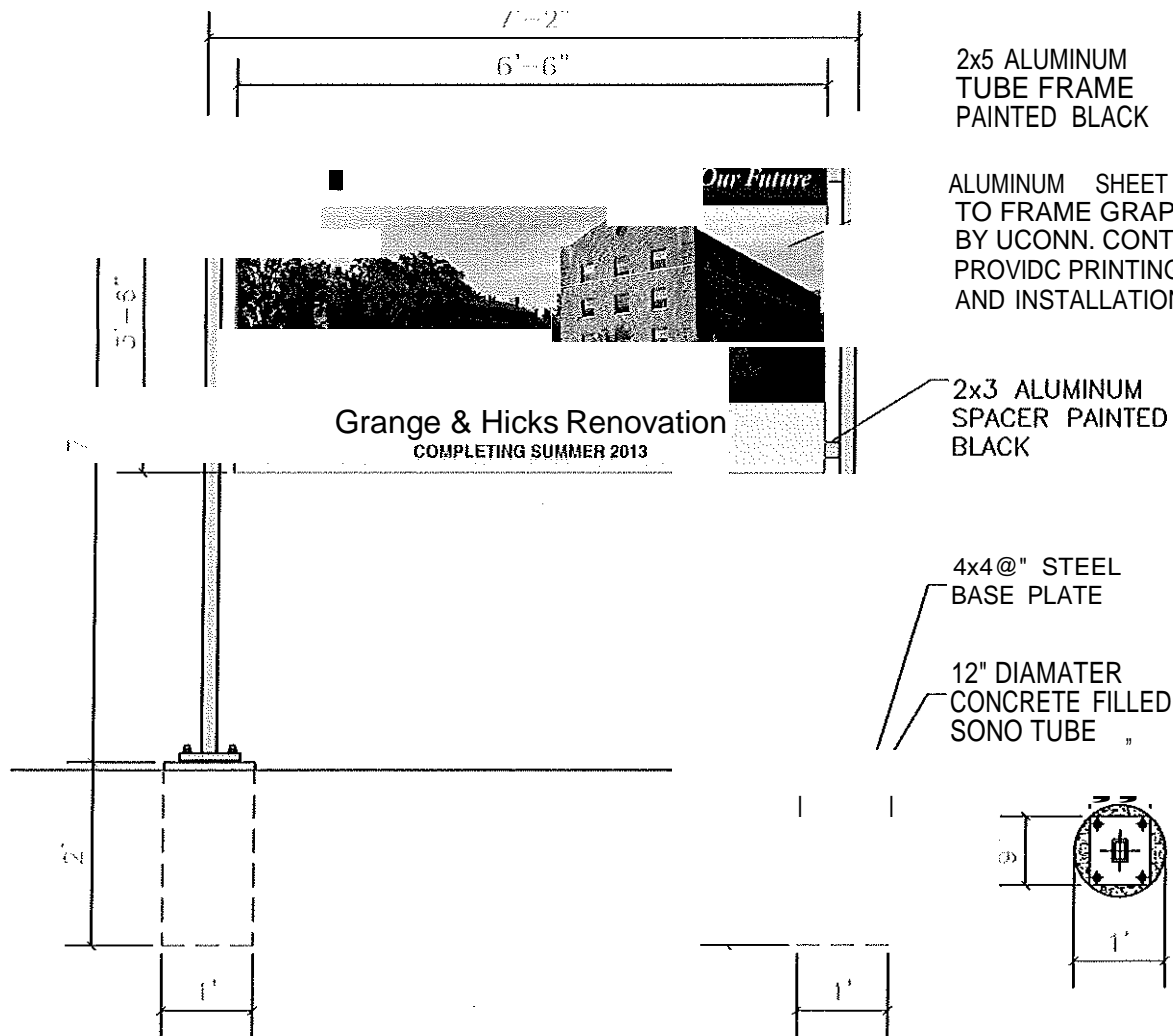 7'-2"
6'-6"
2x5 ALUMINUM
TUBE FRAME
PAINTED BLACK
Our Future
ALUMINUM SHEET
TO FRAME GRAP
BY UCONN. CONT
PROVIDC PRINTING
AND INSTALLATION
2x3 ALUMINUM
SPACER PAINTED
BLACK
Grange & Hicks Renovation
COMPLETING SUMMER 2013
4x4@" STEEL
BASE PLATE
12" DIAMATER
CONCRETE FILLED
SONO TUBE "
2'
1'
1'
1'